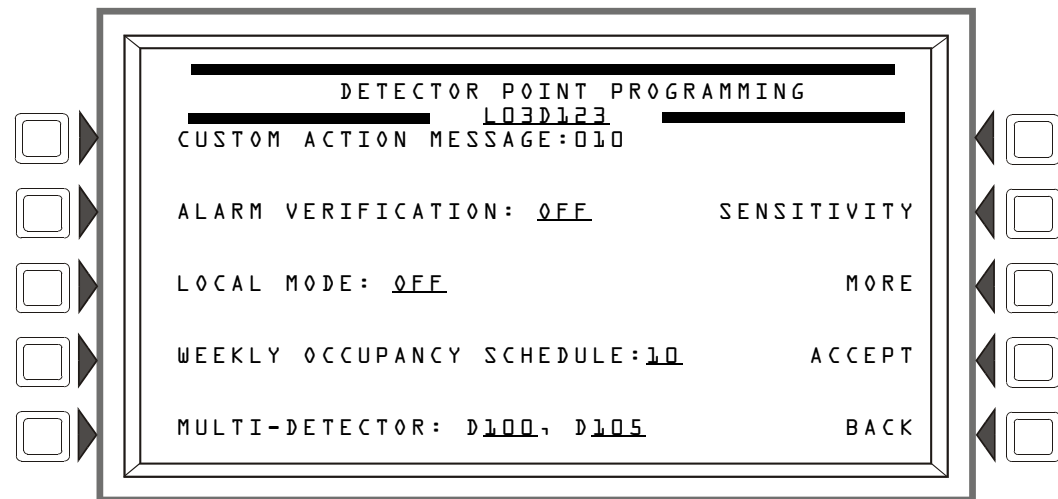 DETECTOR POINT PROGRAMMING
L03D123
CUSTOM ACTION MESSAGE:010
ALARM VERIFICATION: OFF SENSITIVITY
LOCAL MODE: OFF MORE
WEEKLY OCCUPANCY SCHEDULE:10 ACCEPT
MULTI-DETECTOR: D100, D105 BACK